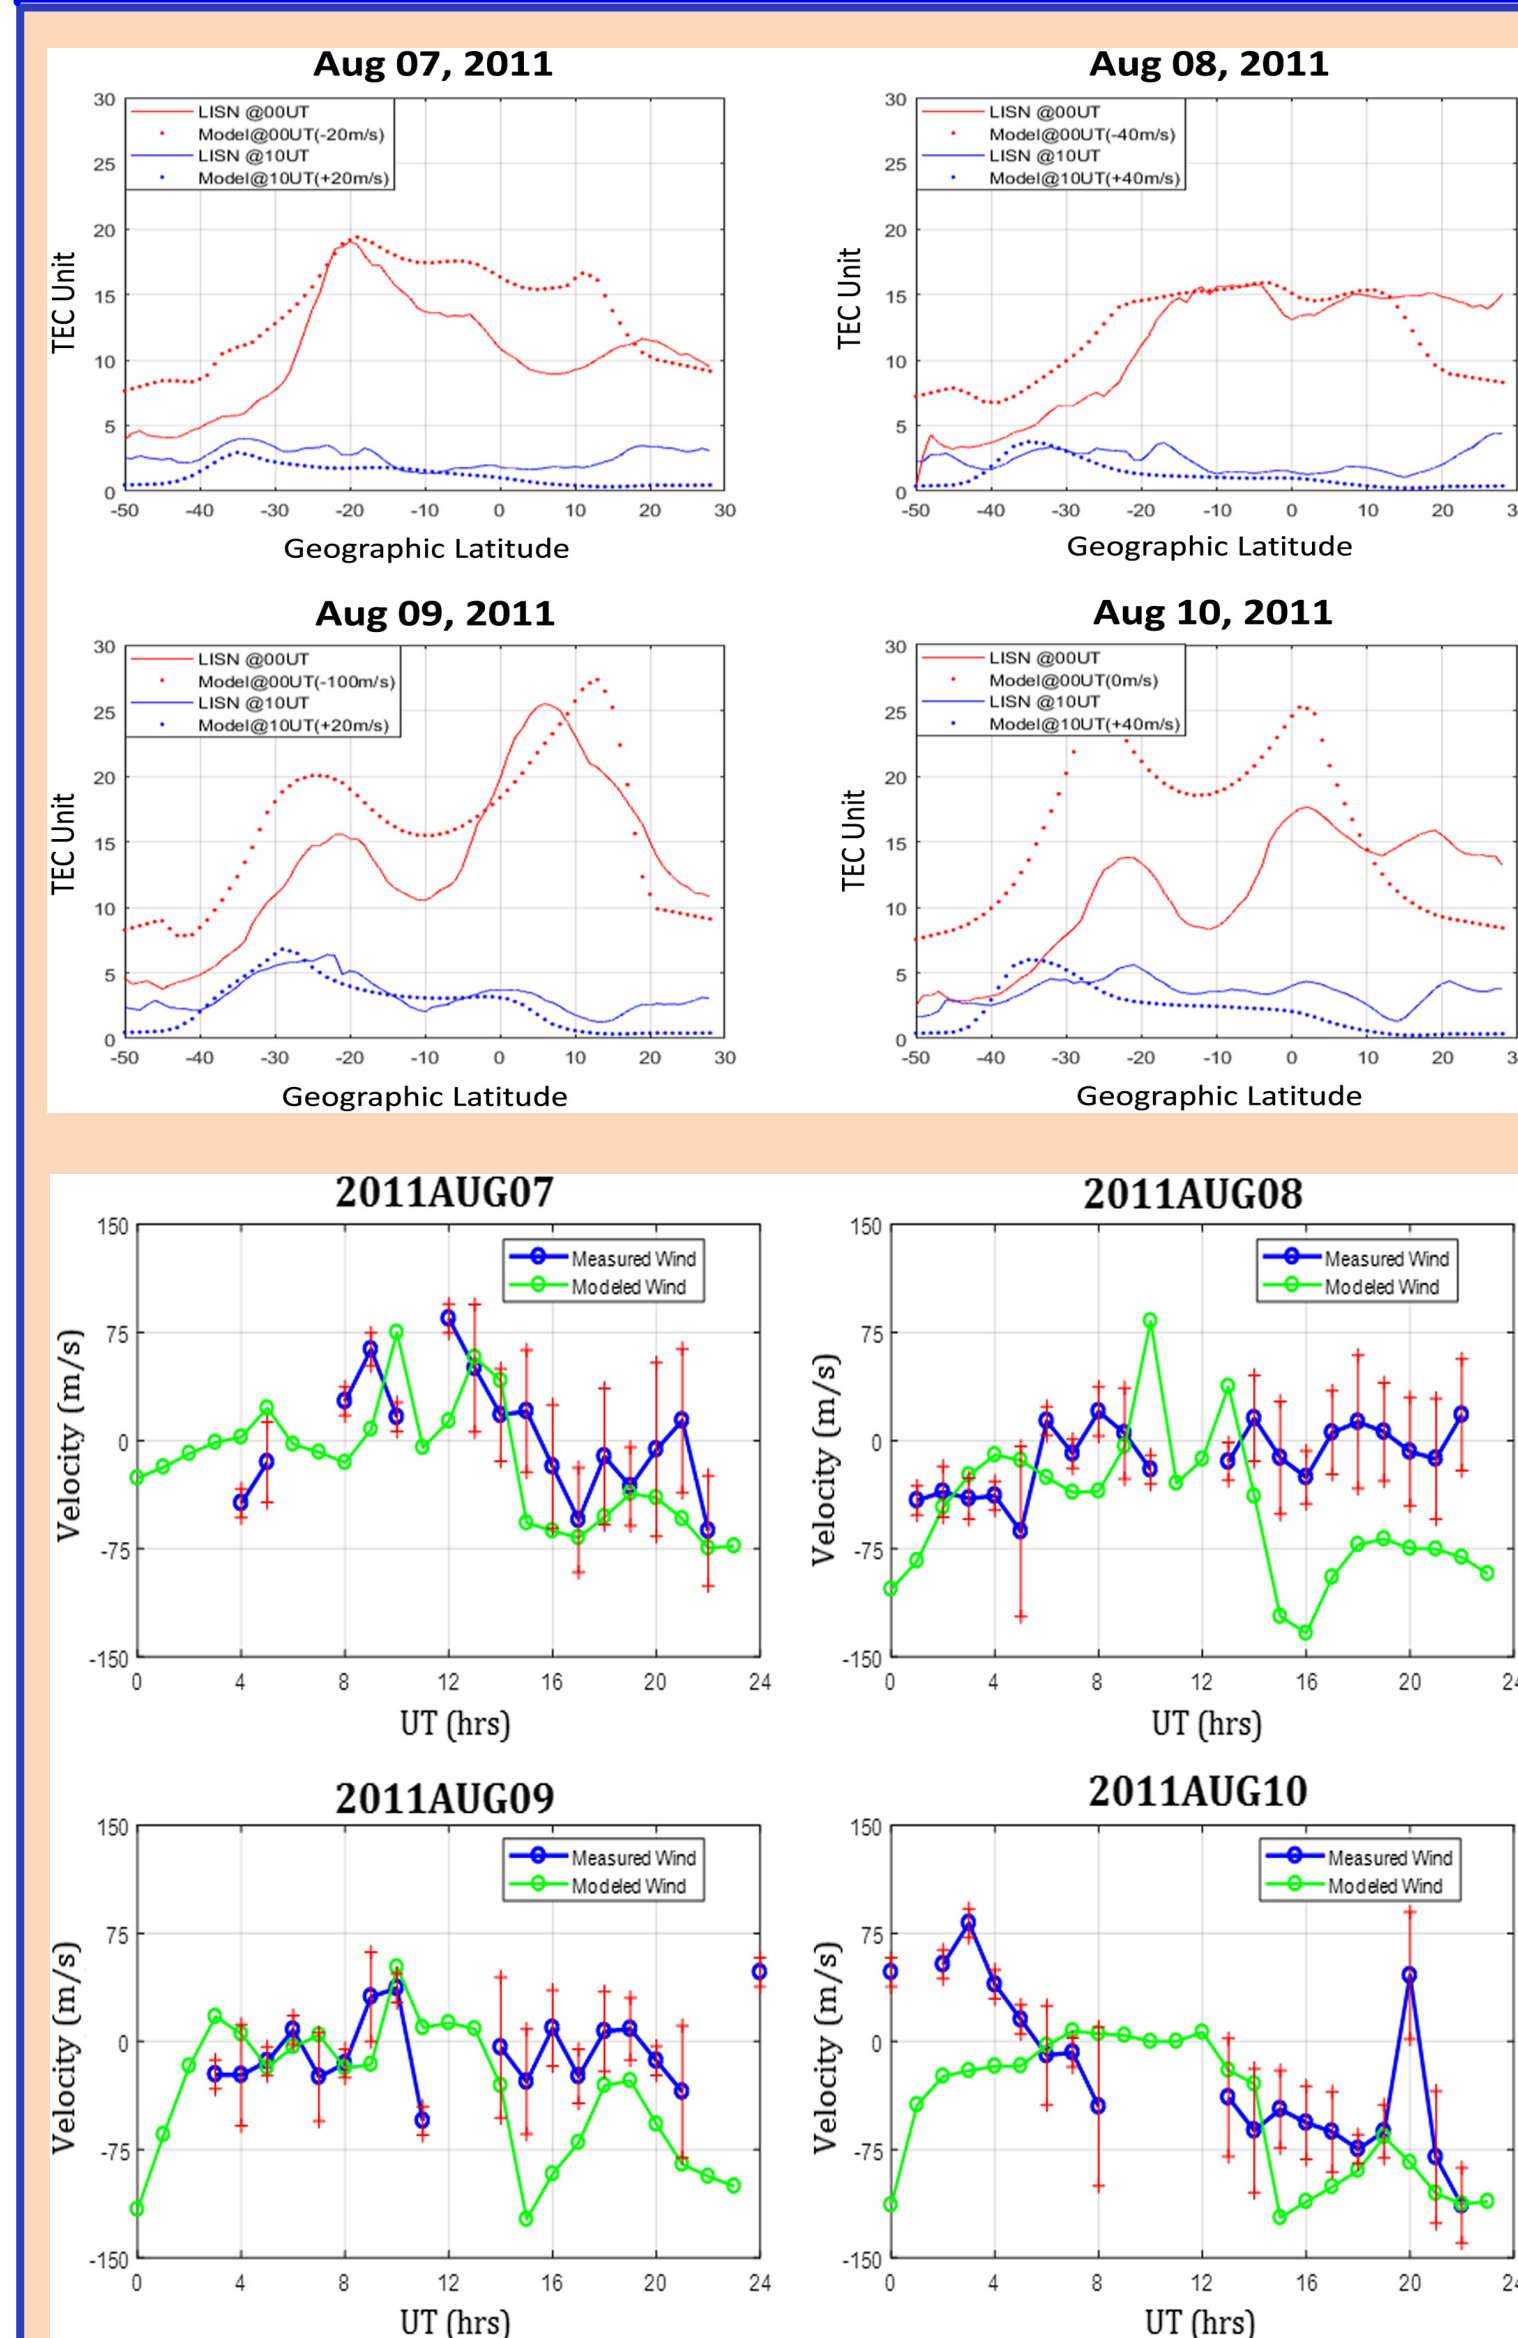 Aug 07, 2011
30
25
20
15
10
5
0
TEC Unit
LISN @00UT
Model@00UT(-20m/s)
LISN @10UT
Model@10UT(+20m/s)
-50 -40 -30 -20 -10 0 10 20 30
Geographic Latitude
Aug 08, 2011
30
25
20
15
10
5
0
TEC Unit
LISN @00UT
Model@00UT(-40m/s)
LISN @10UT
Model@10UT(+40m/s)
-50 -40 -30 -20 -10 0 10 20 3
Geographic Latitude
Aug 09, 2011
30
25
20
15
10
5
0
TEC Unit
LISN @00UT
Model@00UT(-100m/s)
LISN @10UT
Model@10UT(+20m/s)
-50 -40 -30 -20 -10 0 10 20 30
Geographic Latitude
Aug 10, 2011
30
25
20
15
10
5
0
TEC Unit
LISN @00UT
Model@00UT(0m/s)
LISN @10UT
Model@10UT(+40m/s)
-50 -40 -30 -20 -10 0 10 20 3
Geographic Latitude
2011AUG07
150
75
0
-75
-150
Velocity (m/s)
Measured Wind
Modeled Wind
0 4 8 12 16 20 24
UT (hrs)
2011AUG08
150
75
0
-75
-150
Velocity (m/s)
Measured Wind
Modeled Wind
0 4 8 12 16 20 24
UT (hrs)
2011AUG09
150
75
0
-75
-150
Velocity (m/s)
Measured Wind
Modeled Wind
0 4 8 12 16 20 24
UT (hrs)
2011AUG10
150
75
0
-75
-150
Velocity (m/s)
Measured Wind
Modeled Wind
0 4 8 12 16 20 24
UT (hrs)